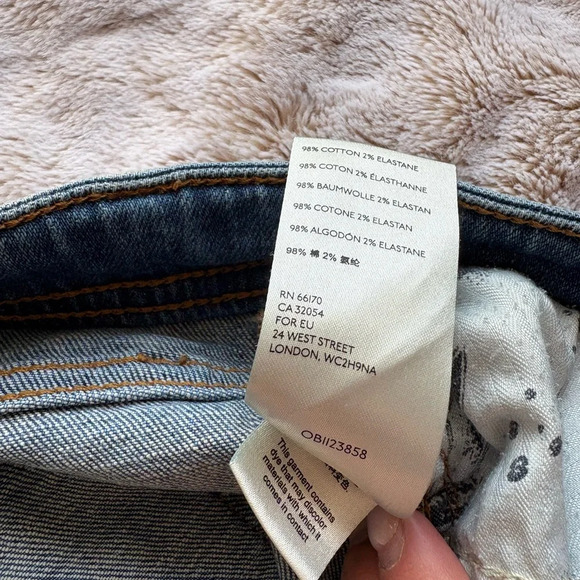 98% COTTON 2% ELASTANE
98% COTON 2% ÉLASTHANNE
98% BAUMWOLLE 2% ELASTAN
98% COTONE 2% ELASTAN
98% ALGODÓN 2% ELASTANE
98% 棉 2% 氨纶
RN 66170
CA 32054
FOR EU
24 WEST STREET
LONDON, WC2H9NA
OB1123858
This garment contains
dye that may discolor
materials with which it
comes in contact